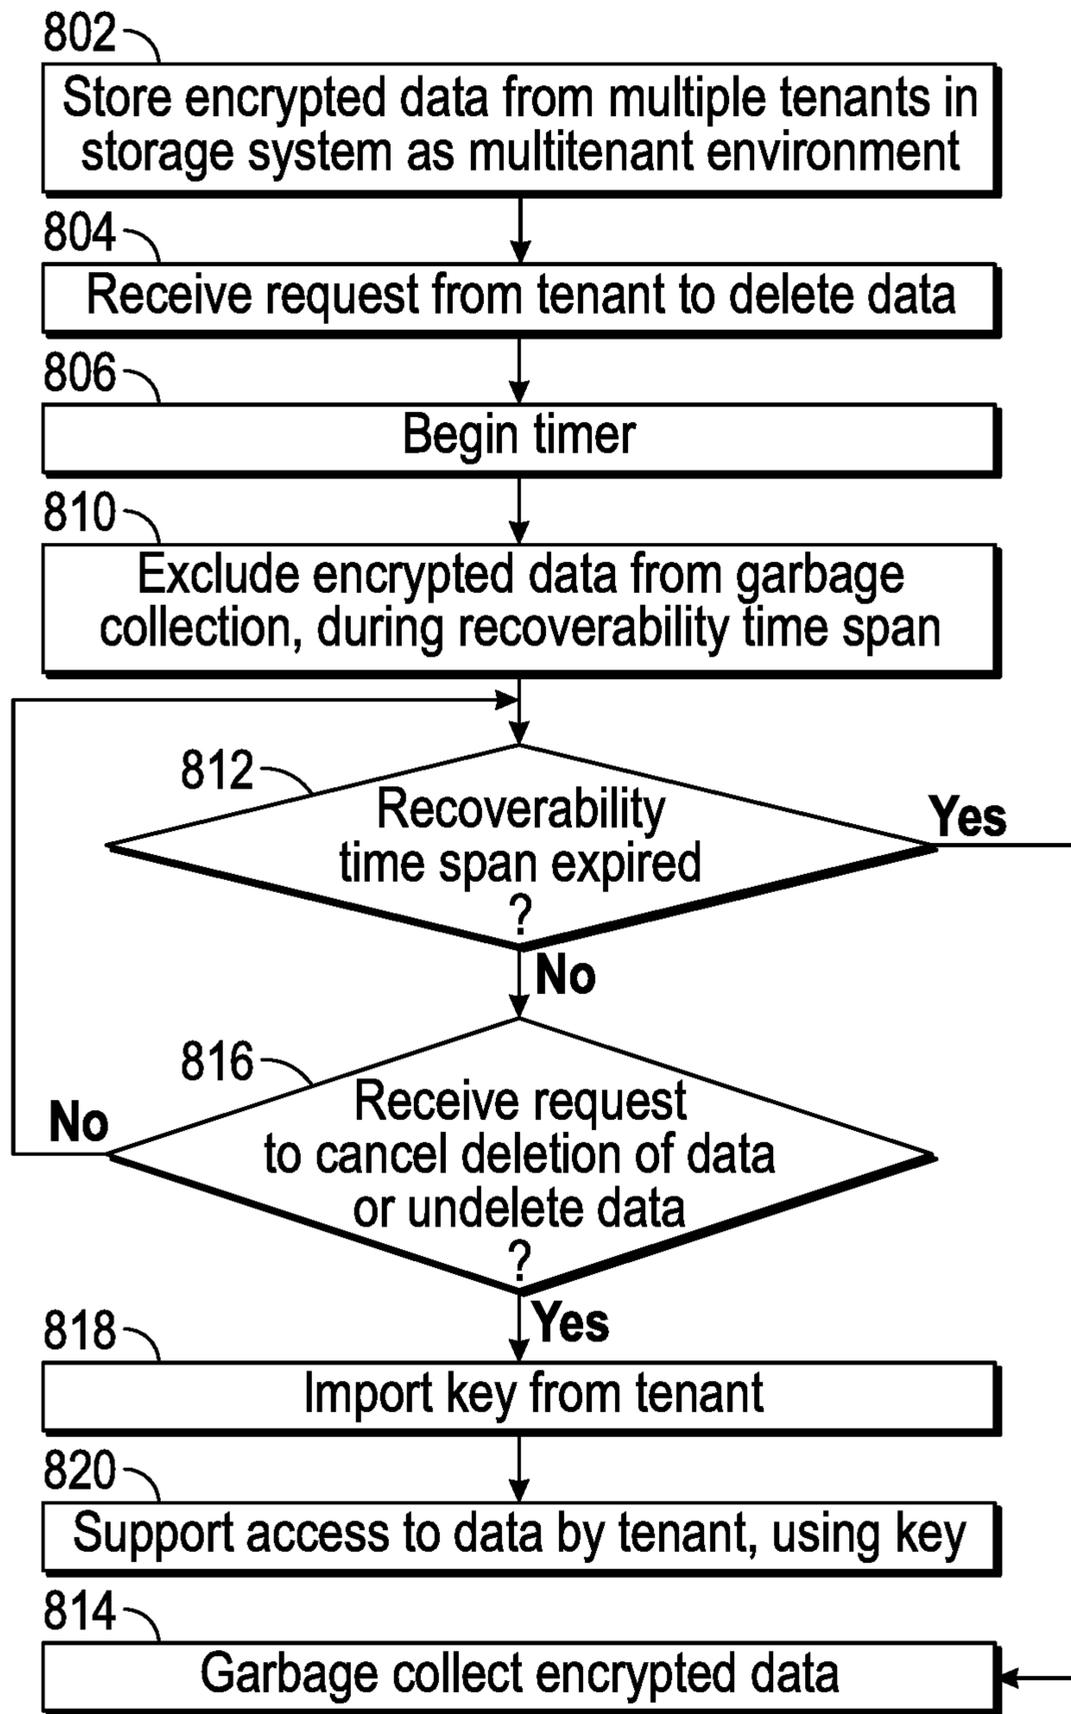 802
Store encrypted data from multiple tenants in
storage system as multitenant environment
804
Receive request from tenant to delete data
806
Begin timer
810
Exclude encrypted data from garbage
collection, during recoverability time span
812
Recoverability
time span expired
?
Yes
No
816
Receive request
to cancel deletion of data
or undelete data
?
No
Yes
818
Import key from tenant
820
Support access to data by tenant, using key
814
Garbage collect encrypted data